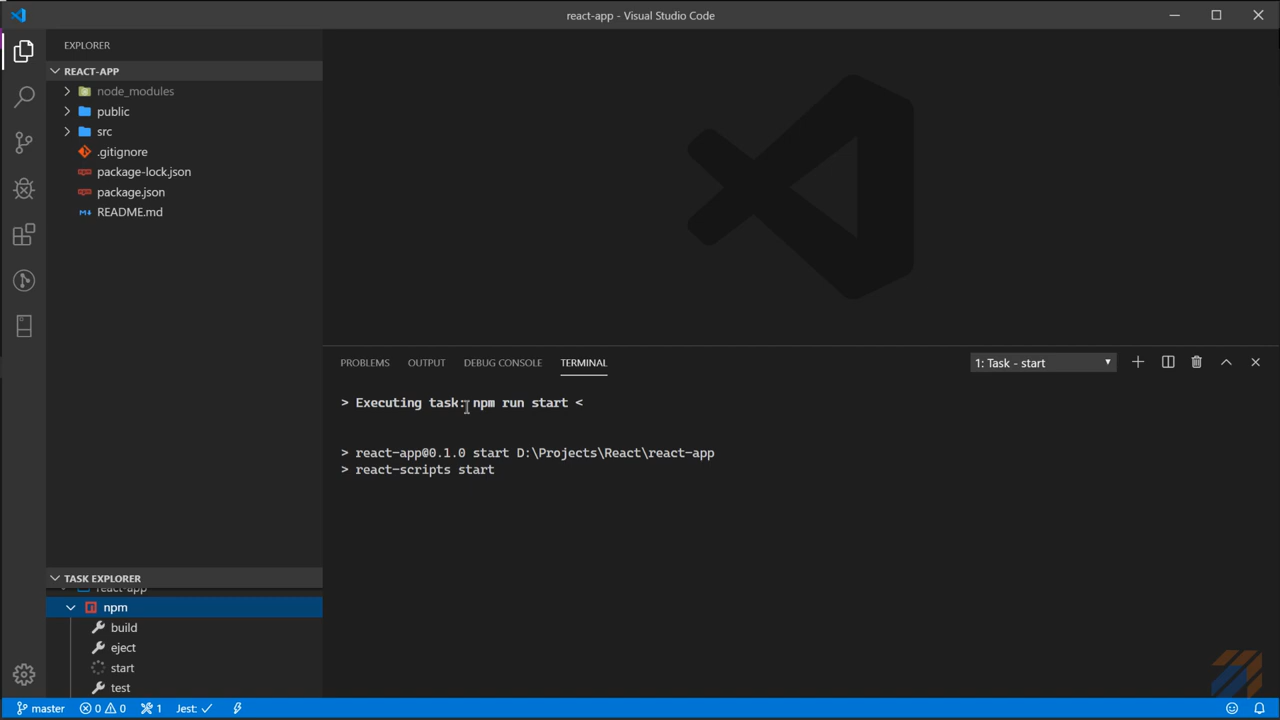 react-app - Visual Studio Code
EXPLORER
REACT-APP
node_modules
public
src
.gitignore
package-lock.json
package.json
README.md
PROBLEMS OUTPUT DEBUG CONSOLE TERMINAL
1: Task - start
> Executing task: npm run start <
> react-app@0.1.0 start D:\Projects\React\react-app
> react-scripts start
TASK EXPLORER
react-app
npm
build
eject
start
test
master 0 0 1 Jest: